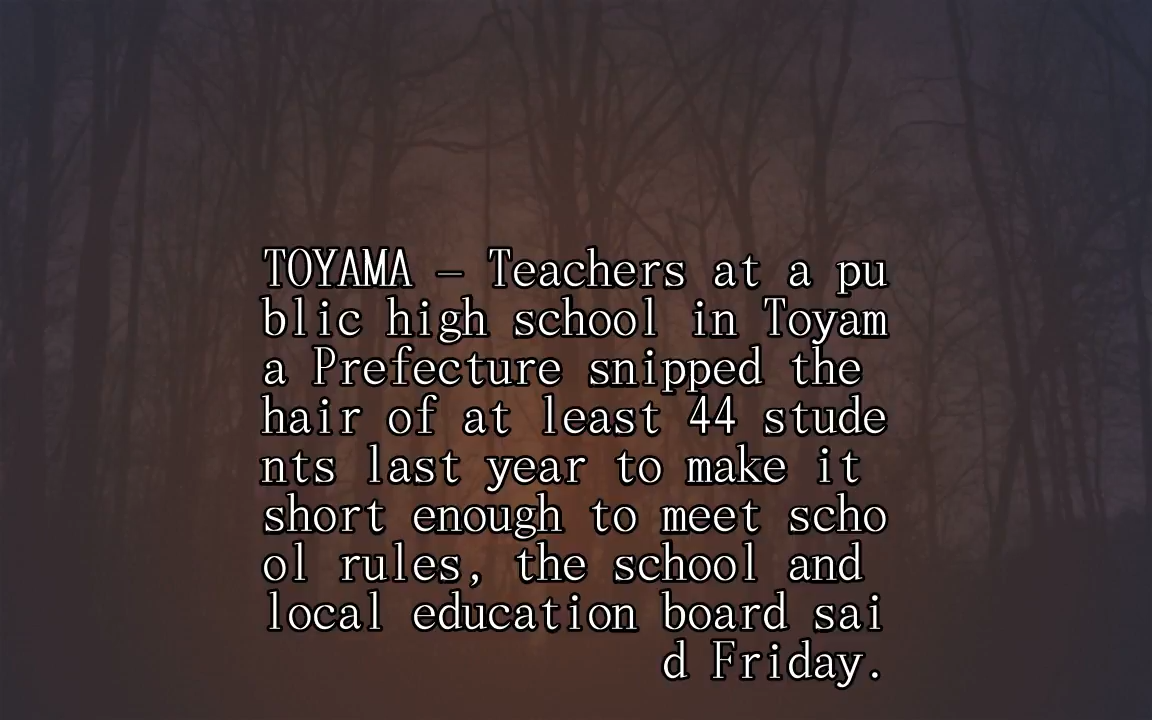 TOYAMA – Teachers at a pu
blic high school in Toyam
a Prefecture snipped the
hair of at least 44 stude
nts last year to make it
short enough to meet scho
ol rules, the school and
local education board sai
d Friday.